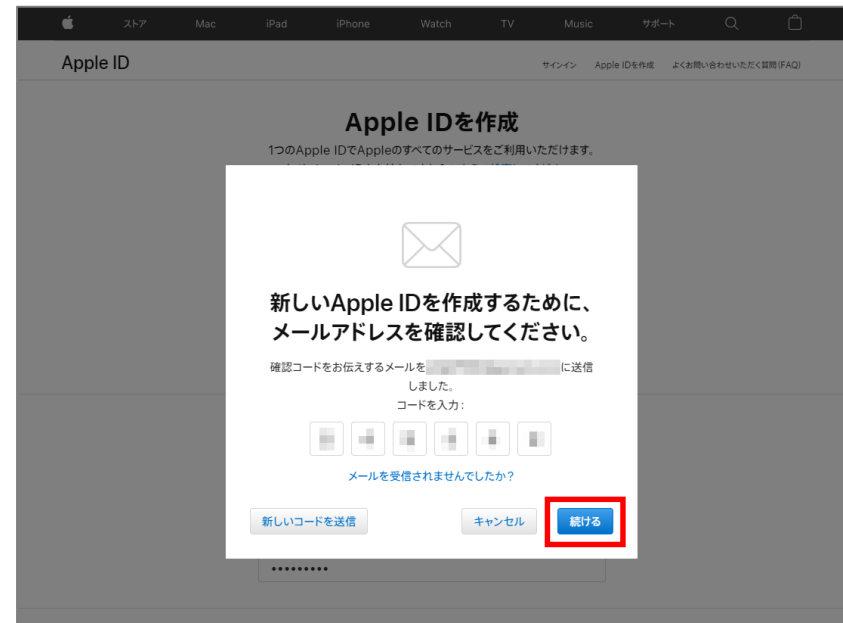 ストア Mac iPad iPhone Watch TV Music サポート
Apple ID サインイン Apple IDを作成 よくお問い合わせいただく質問(FAQ)
Apple IDを作成
1つのApple IDでAppleのすべてのサービスをご利用いただけます。
新しいApple IDを作成するために、
メールアドレスを確認してください。
確認コードをお伝えするメールを に送信
しました。
コードを入力:
メールを受信されませんでしたか?
新しいコードを送信 キャンセル 続ける
•••••••••